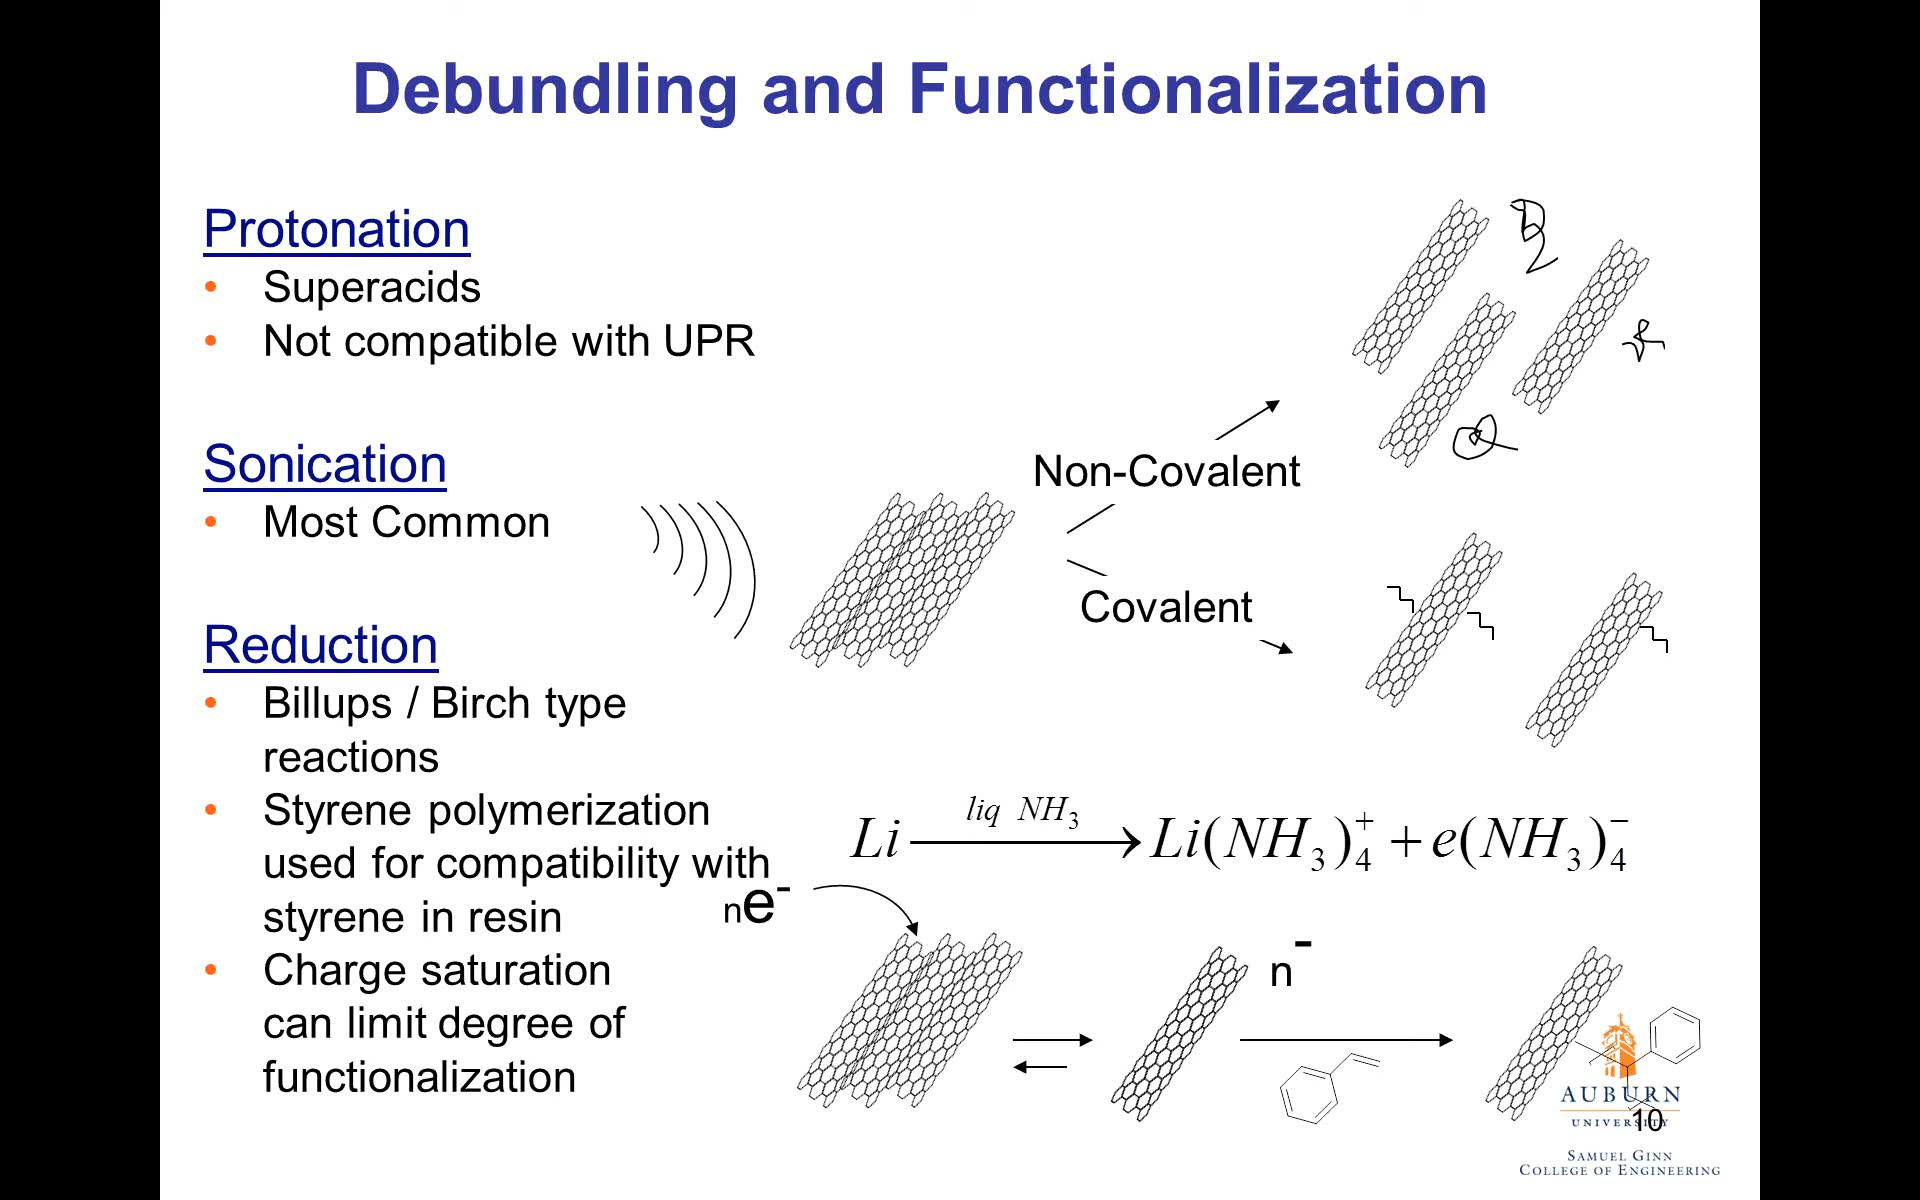 Debundling and Functionalization
Protonation
• Superacids
• Not compatible with UPR
Sonication
• Most Common
Non-Covalent
Covalent
Reduction
• Billups / Birch type
reactions
• Styrene polymerization
used for compatibility with
styrene in resin
• Charge saturation
can limit degree of
functionalization
Li —liq NH₃→ Li(NH₃)₄⁺ + e(NH₃)₄⁻
ne⁻
n⁻
AUBURN
UNIVERSITY
10
SAMUEL GINN
COLLEGE OF ENGINEERING